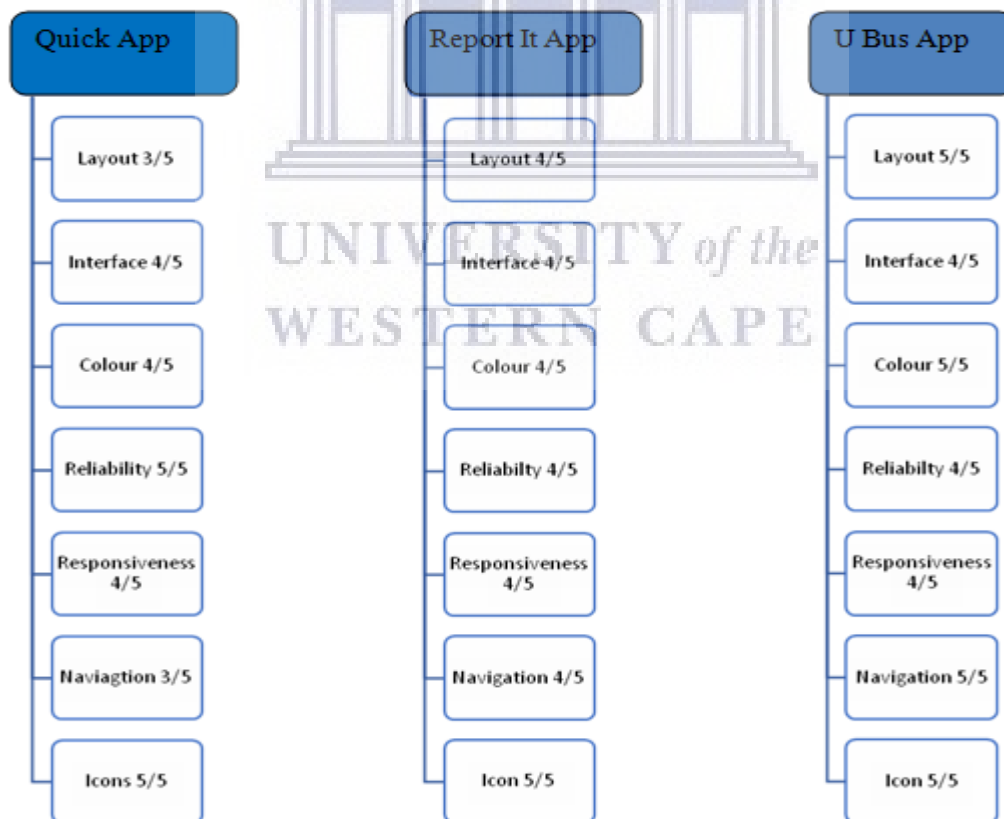 Quick App
Layout 3/5
Interface 4/5
Colour 4/5
Reliability 5/5
Responsiveness
4/5
Naviagtion 3/5
Icons 5/5
Report It App
Layout 4/5
Interface 4/5
Colour 4/5
Reliabilty 4/5
Responsiveness
4/5
Navigation 4/5
Icon 5/5
U Bus App
Layout 5/5
Interface 4/5
Colour 5/5
Reliabilty 4/5
Responsiveness
4/5
Navigation 5/5
Icon 5/5
UNIVERSITY of the
WESTERN CAPE